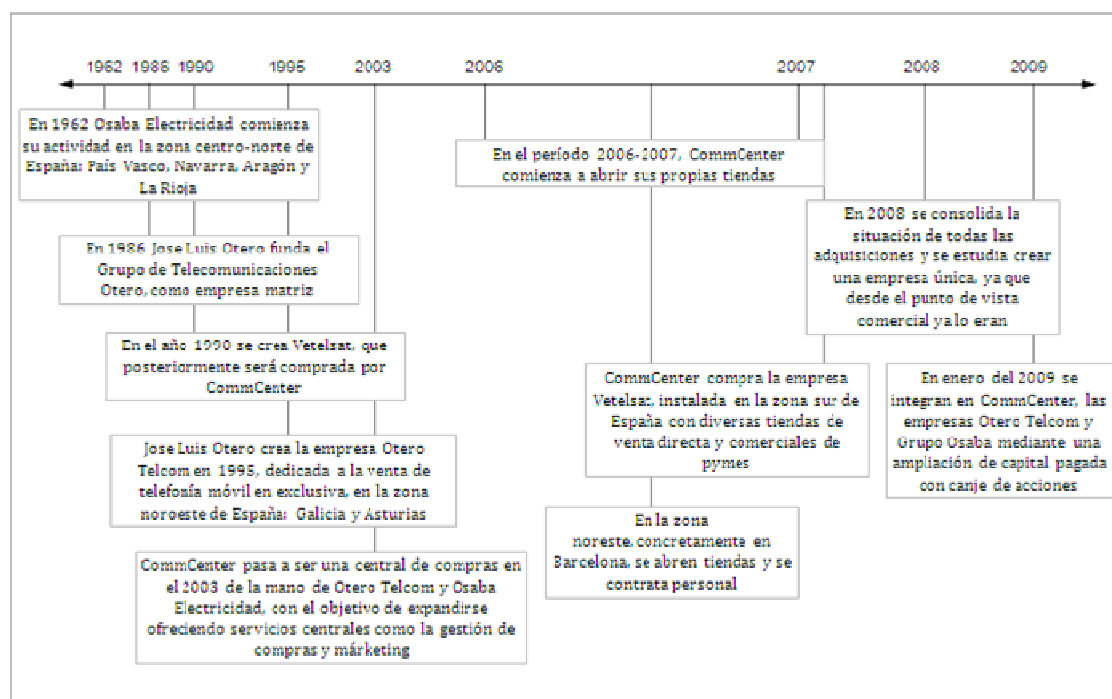 1962 1986 1990 1995 2003 2006 2007 2008 2009
En 1962 Osaba Electricidad comienza
su actividad en la zona centro-norte de
España: País Vasco, Navarra, Aragón y
La Rioja
En el período 2006-2007, CommCenter
comienza a abrir sus propias tiendas
En 2008 se consolida la
situación de todas las
adquisiciones y se estudia crear
una empresa única, ya que
desde el punto de vista
comercial ya lo eran
En 1986 Jose Luis Otero funda el
Grupo de Telecomunicaciones
Otero, como empresa matriz
En el año 1990 se crea Vetelsat, que
posteriormente será comprada por
CommCenter
CommCenter compra la empresa
Vetelsat, instalada en la zona sur de
España con diversas tiendas de
venta directa y comerciales de
pymes
En enero del 2009 se
integran en CommCenter, las
empresas Otero Telcom y
Grupo Osaba mediante una
ampliación de capital pagada
con canje de acciones
Jose Luis Otero crea la empresa Otero
Telcom en 1995, dedicada a la venta de
telefonía móvil en exclusiva, en la zona
noroeste de España: Galicia y Asturias
En la zona
noreste, concretamente en
Barcelona, se abren tiendas y se
contrata personal
CommCenter pasa a ser una central de compras en
el 2003 de la mano de Otero Telcom y Osaba
Electricidad, con el objetivo de expandirse
ofreciendo servicios centrales como la gestión de
compras y márketing